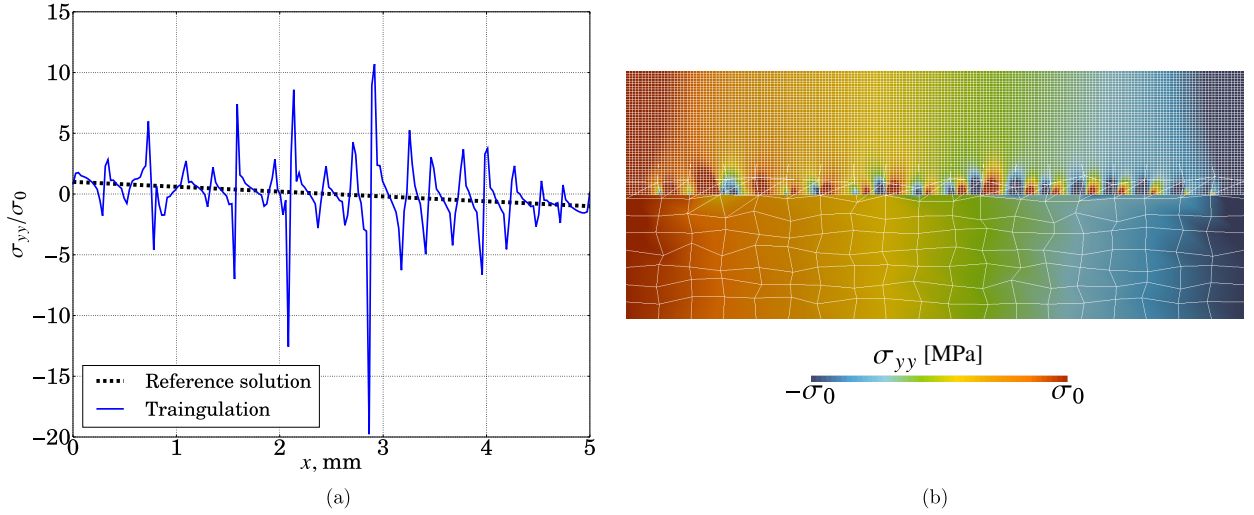 15
10
5
0
−5
−10
−15
−20
σyy/σ0
Reference solution
Traingulation
0 1 2 3 4 5
x, mm
(a)
σyy [MPa]
−σ0 σ0
(b)